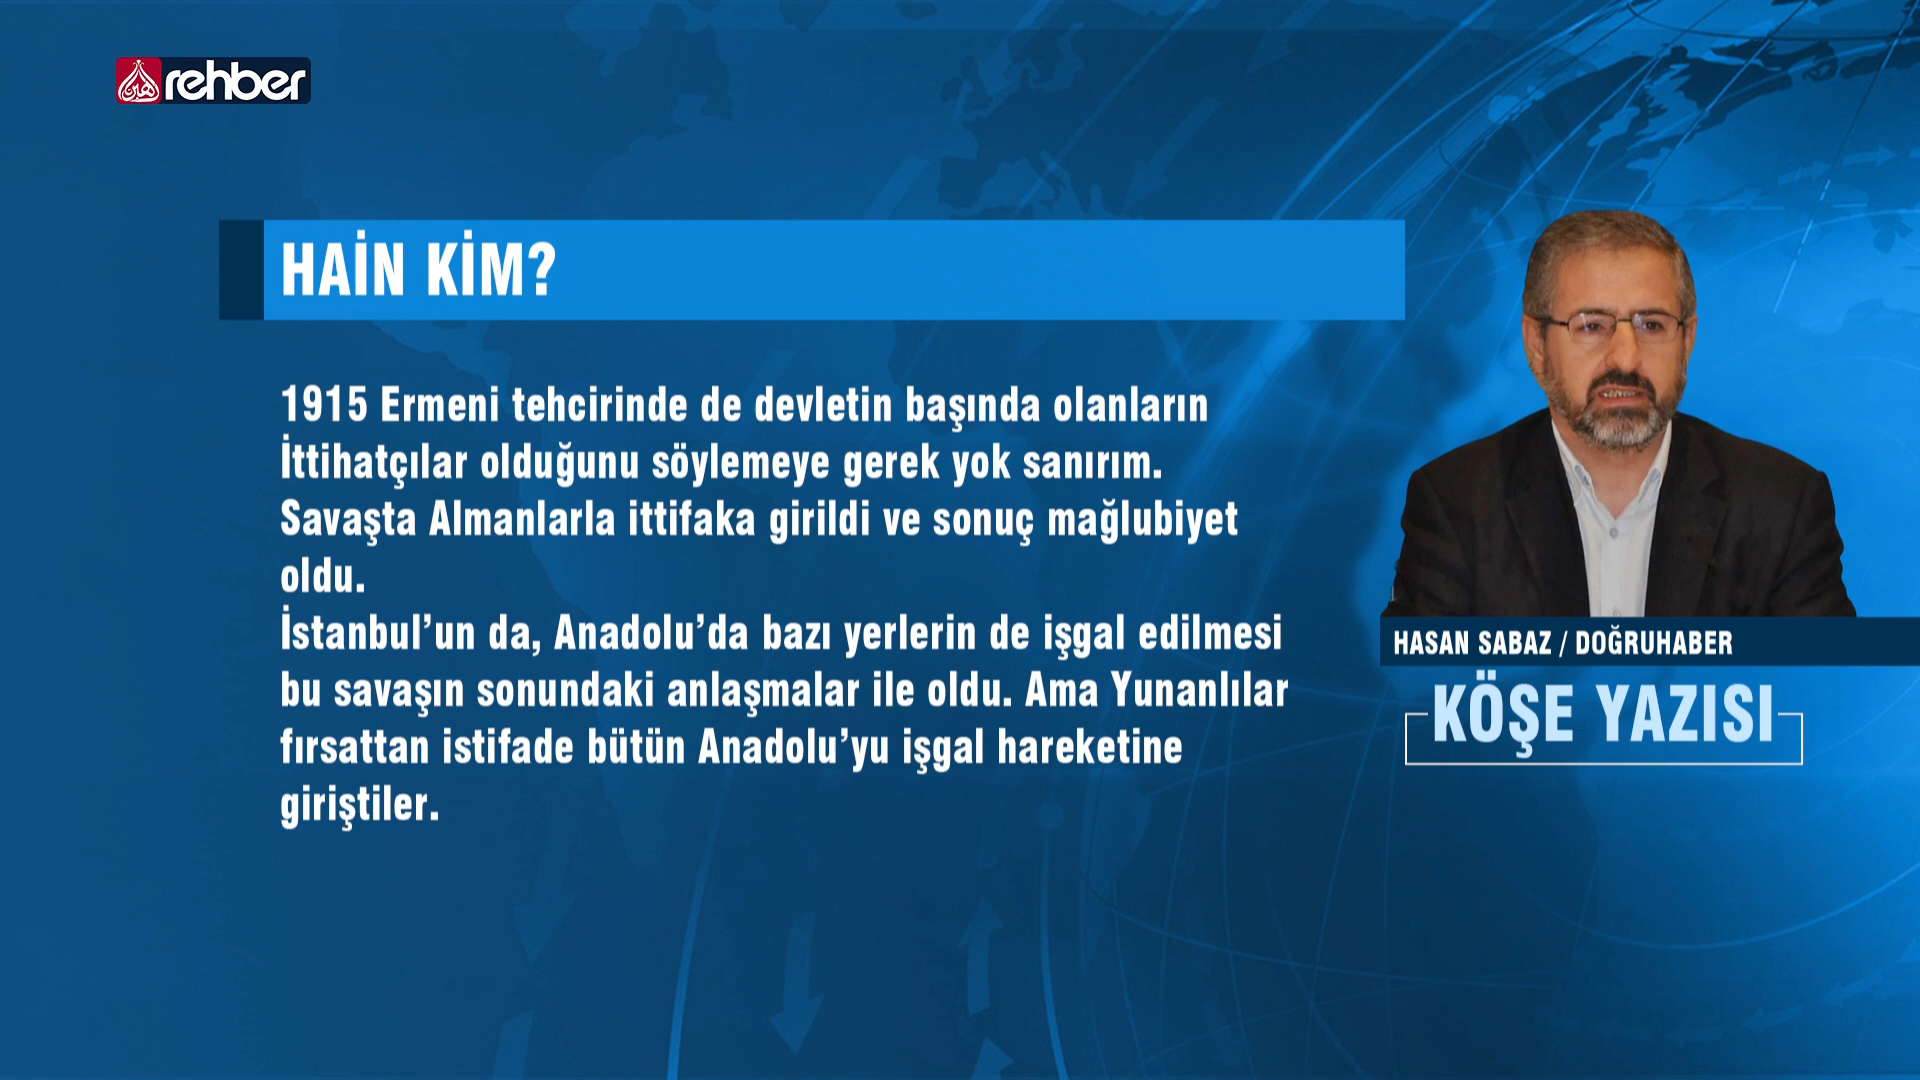 rehber
HAİN KİM?
1915 Ermeni tehcirinde de devletin başında olanların
İttihatçılar olduğunu söylemeye gerek yok sanırım.
Savaşta Almanlarla ittifaka girildi ve sonuç mağlubiyet
oldu.
İstanbul’un da, Anadolu’da bazı yerlerin de işgal edilmesi
bu savaşın sonundaki anlaşmalar ile oldu. Ama Yunanlılar
fırsattan istifade bütün Anadolu’yu işgal hareketine
giriştiler.
HASAN SABAZ / DOĞRUHABER
KÖŞE YAZISI